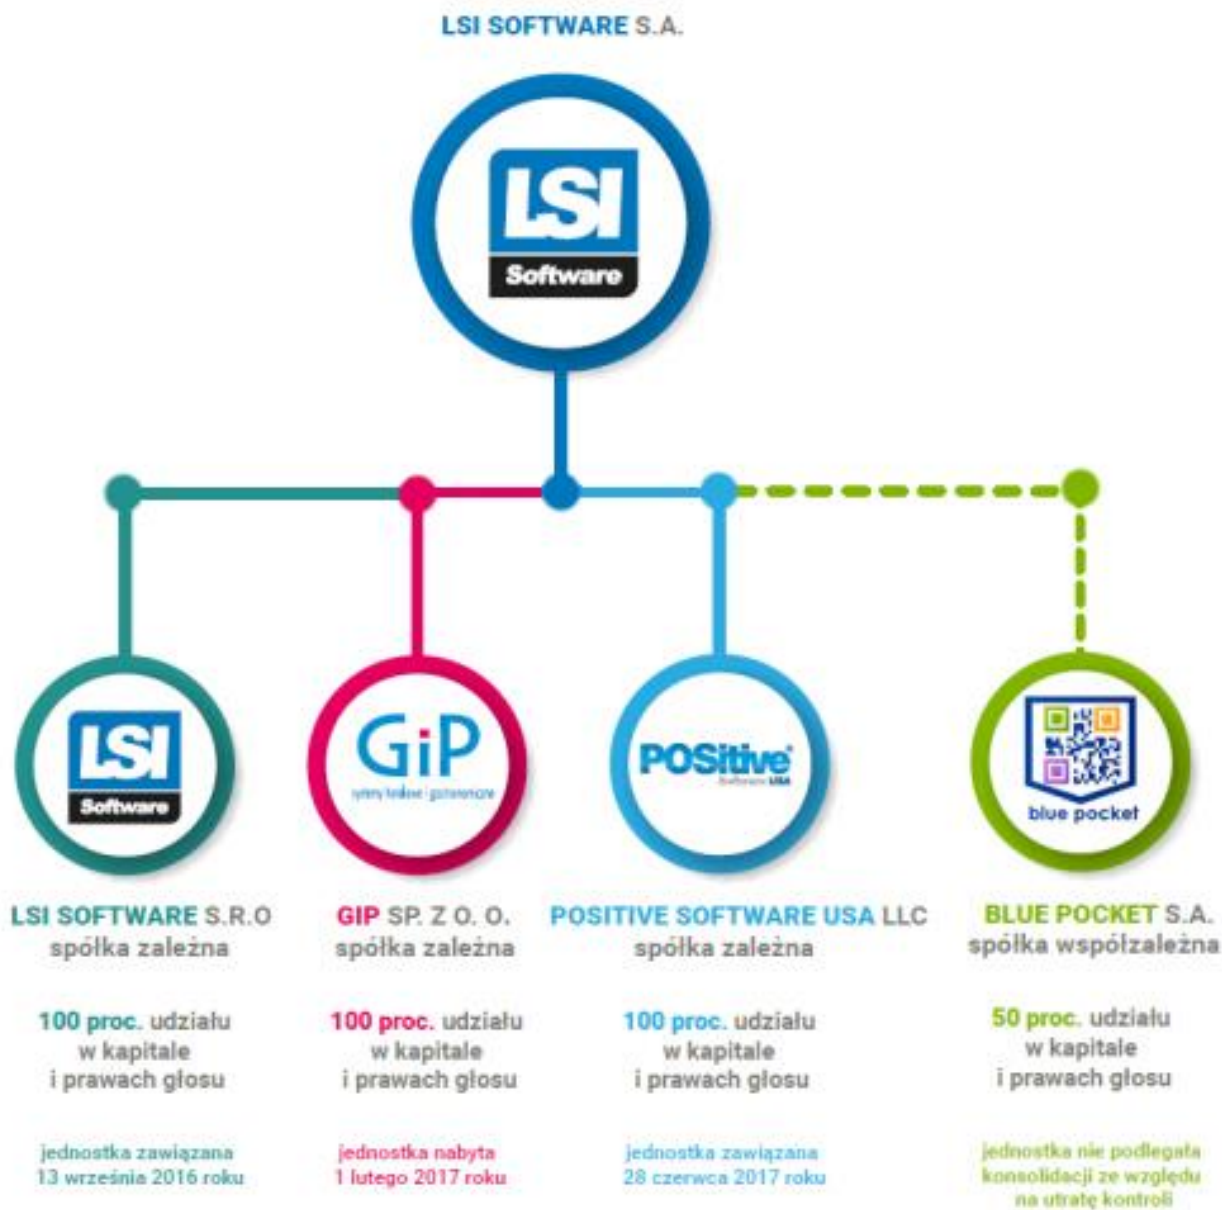 LSI SOFTWARE S.A.
LSI
Software
LSI
Software
GiP
POSitive
Software USA
blue pocket
LSI SOFTWARE S.R.O
spółka zależna
100 proc. udziału
w kapitale
i prawach głosu
jednostka zawiązana
13 września 2016 roku
GIP SP. Z O. O.
spółka zależna
100 proc. udziału
w kapitale
i prawach głosu
jednostka nabyta
1 lutego 2017 roku
POSITIVE SOFTWARE USA LLC
spółka zależna
100 proc. udziału
w kapitale
i prawach głosu
jednostka zawiązana
28 czerwca 2017 roku
BLUE POCKET S.A.
spółka współzależna
50 proc. udziału
w kapitale
i prawach głosu
jednostka nie podlegała
konsolidacji ze względu
na utratę kontroli